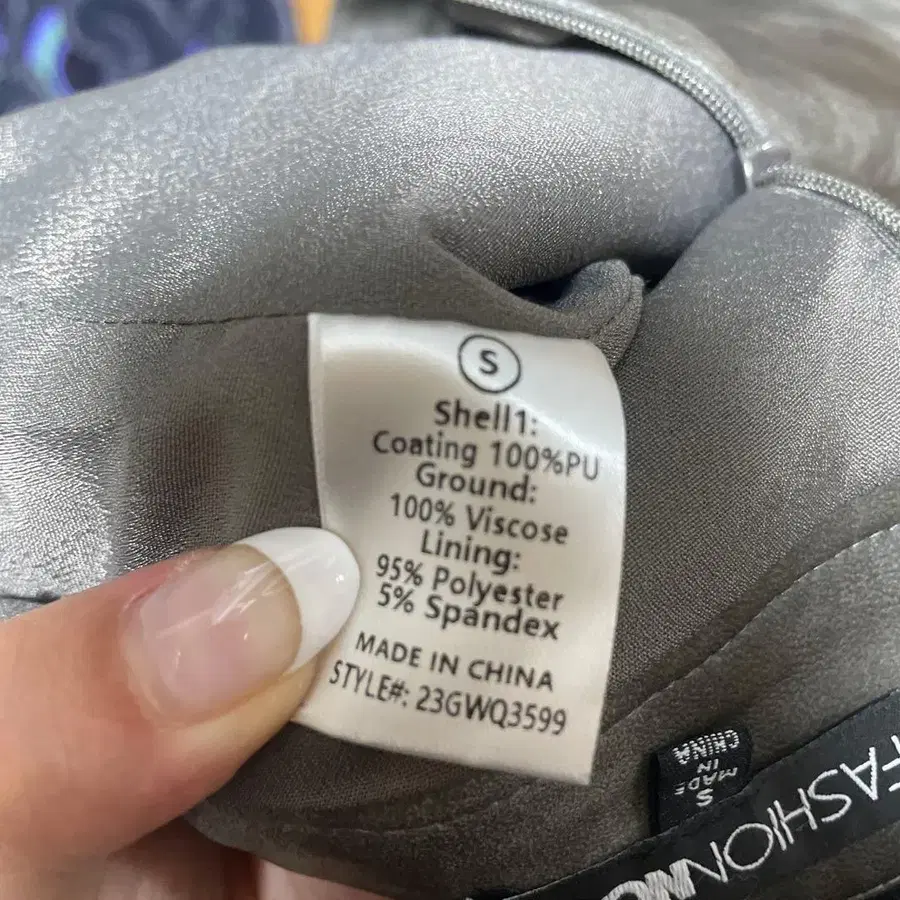 S
Shell1:
Coating 100%PU
Ground:
100% Viscose
Lining:
95% Polyester
5% Spandex
MADE IN CHINA
STYLE#: 23GWQ3599
S
MADE
IN
CHINA